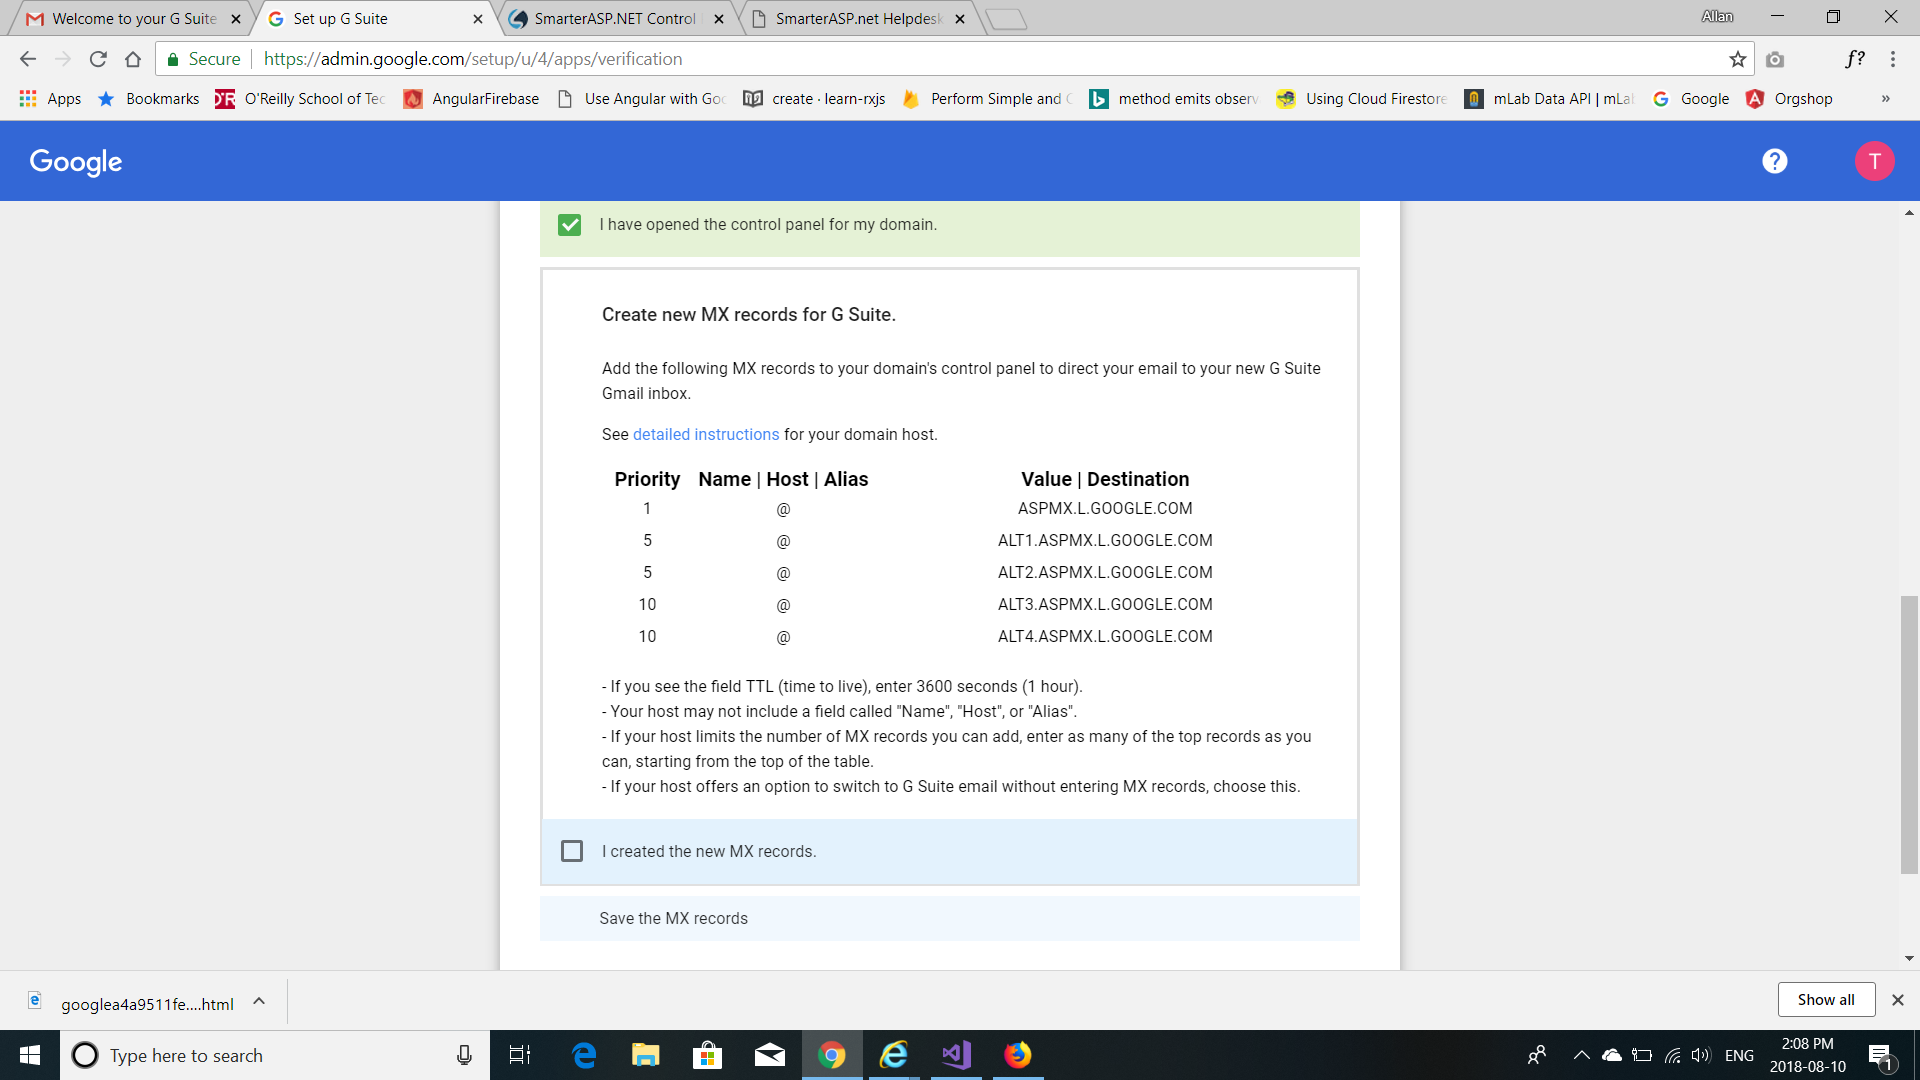 Welcome to your G Suite
Set up G Suite
SmarterASP.NET Control
SmarterASP.net Helpdesk
Allan
Secure
https://admin.google.com/setup/u/4/apps/verification
f?
Apps
Bookmarks
O'Reilly School of Tec
AngularFirebase
Use Angular with Goo
create · learn-rxjs
Perform Simple and C
method emits observ
Using Cloud Firestore
mLab Data API | mLa
Google
Orgshop
»
Google
?
T
I have opened the control panel for my domain.
Create new MX records for G Suite.
Add the following MX records to your domain's control panel to direct your email to your new G Suite
Gmail inbox.
See detailed instructions for your domain host.
Priority Name | Host | Alias Value | Destination
1 @ ASPMX.L.GOOGLE.COM
5 @ ALT1.ASPMX.L.GOOGLE.COM
5 @ ALT2.ASPMX.L.GOOGLE.COM
10 @ ALT3.ASPMX.L.GOOGLE.COM
10 @ ALT4.ASPMX.L.GOOGLE.COM
- If you see the field TTL (time to live), enter 3600 seconds (1 hour).
- Your host may not include a field called "Name", "Host", or "Alias".
- If your host limits the number of MX records you can add, enter as many of the top records as you
can, starting from the top of the table.
- If your host offers an option to switch to G Suite email without entering MX records, choose this.
I created the new MX records.
Save the MX records
googlea4a9511fe....html
Show all
Type here to search
ENG
2:08 PM
2018-08-10
1